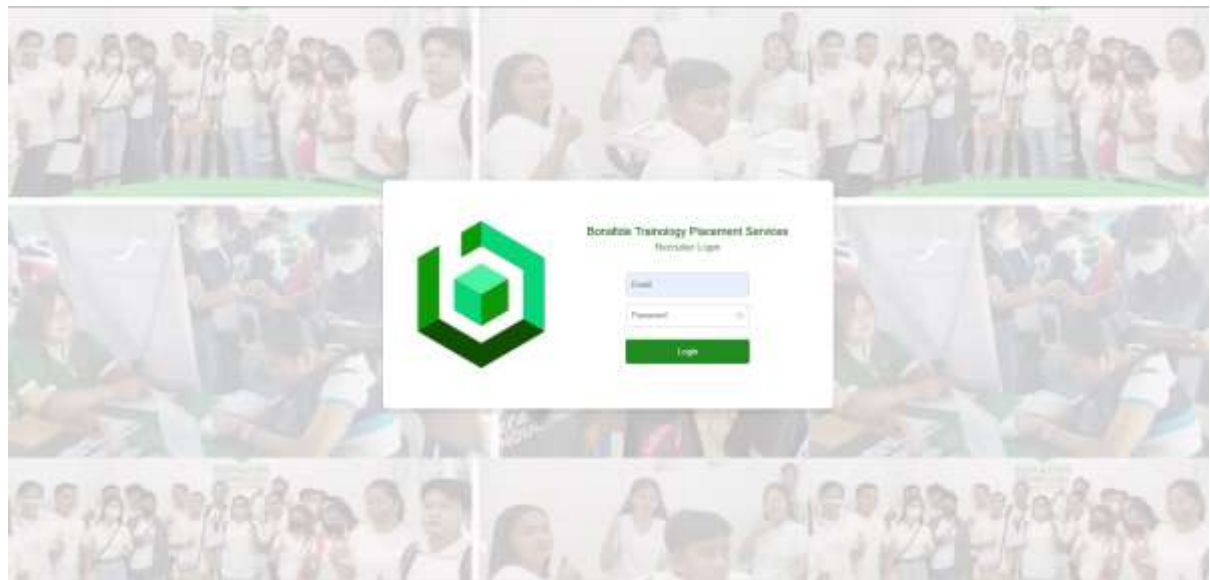 Bonafide Trainology Placement Services
Recruiter Login
Email
Password
Login